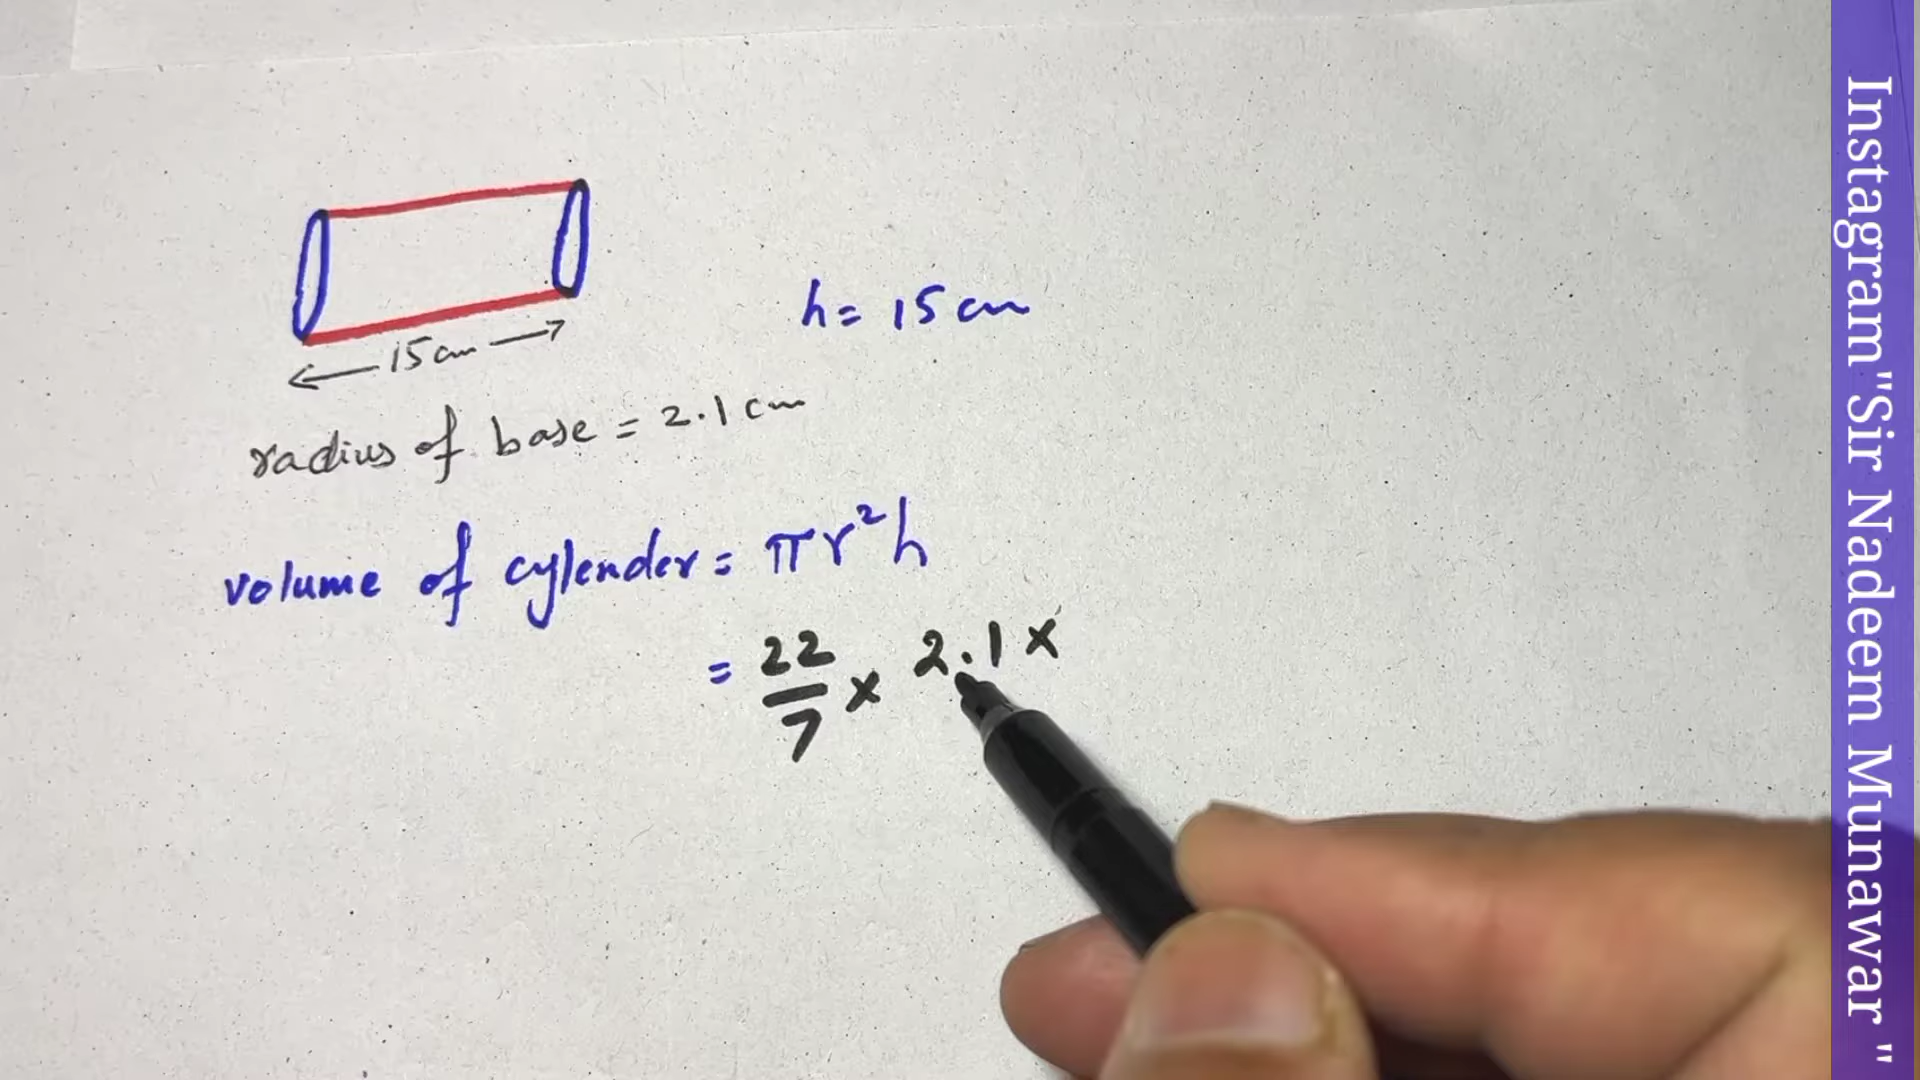 h = 15 cm
15 cm
radius of base = 2.1 cm
volume of cylender = πr²h
= 22/7 × 2.1 ×
Instagram"Sir Nadeem Munawar "